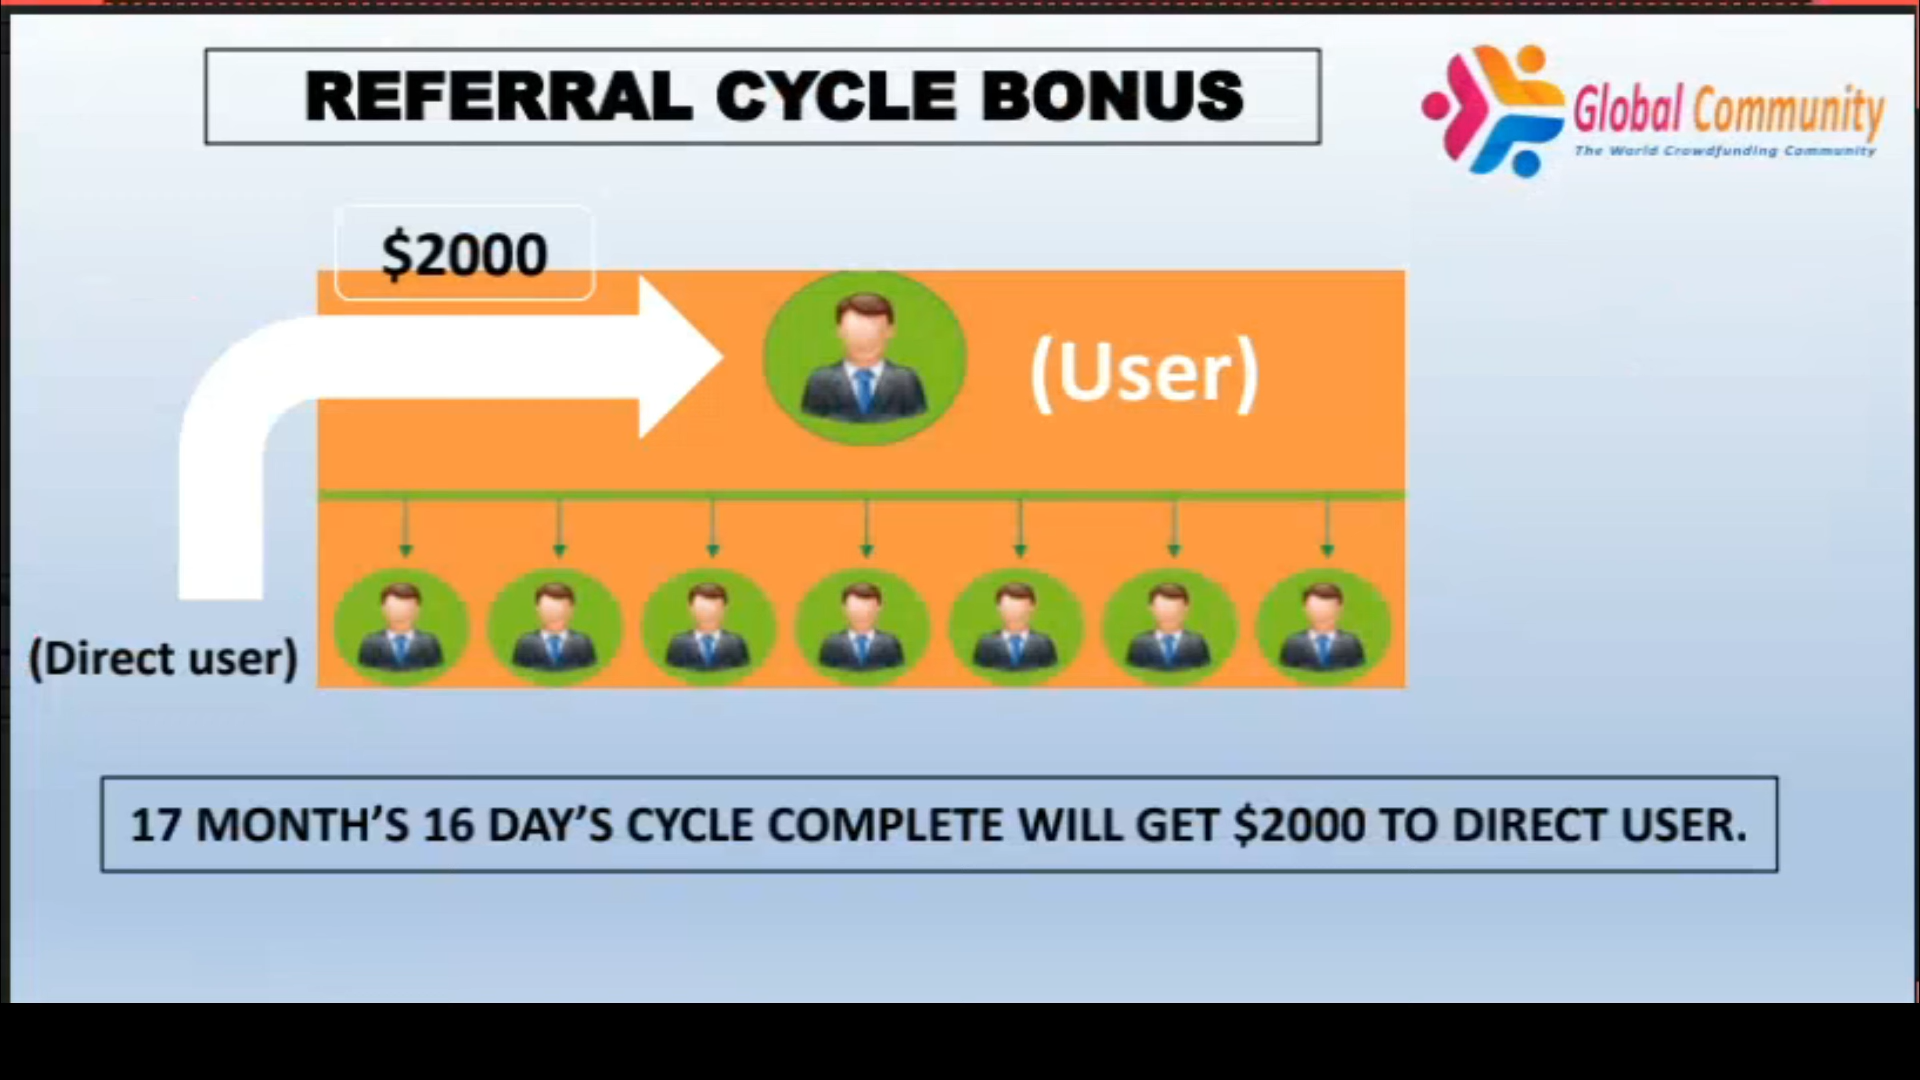 REFERRAL CYCLE BONUS
Global Community
The World Crowdfunding Community
$2000
(User)
(Direct user)
17 MONTH'S 16 DAY'S CYCLE COMPLETE WILL GET $2000 TO DIRECT USER.